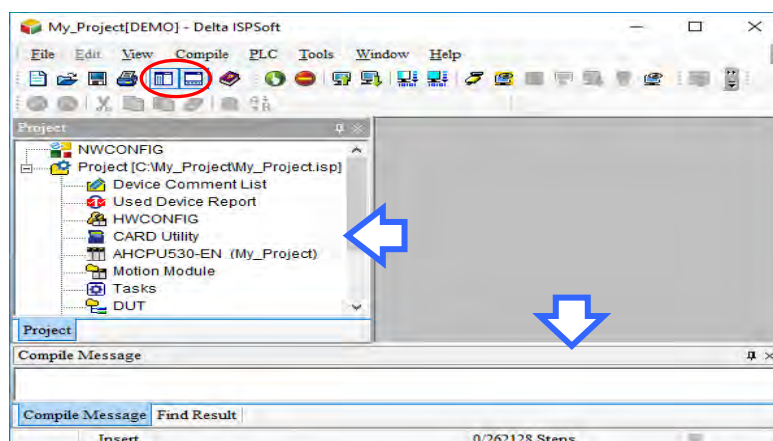 My_Project[DEMO] - Delta ISPSoft
File Edit View Compile PLC Tools Window Help
Project
NWCONFIG
Project [C:\My_Project\My_Project.isp]
Device Comment List
Used Device Report
HWCONFIG
CARD Utility
AHCPU530-EN (My_Project)
Motion Module
Tasks
DUT
Project
Compile Message
Compile Message Find Result
Insert 0/262128 Steps